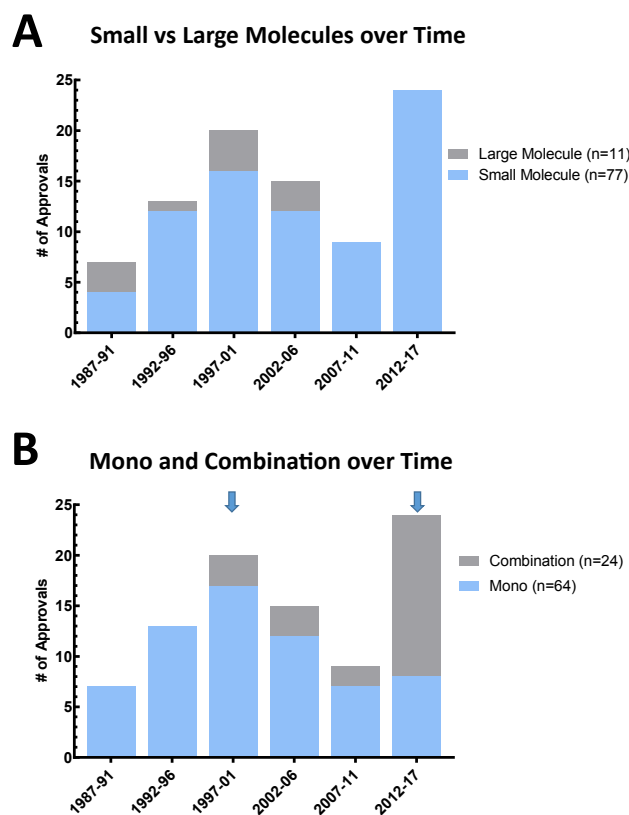 A
Small vs Large Molecules over Time
25
20
15
10
5
0
# of Approvals
1987-91
1992-96
1997-01
2002-06
2007-11
2012-17
Large Molecule (n=11)
Small Molecule (n=77)
B
Mono and Combination over Time
25
20
15
10
5
0
# of Approvals
1987-91
1992-96
1997-01
2002-06
2007-11
2012-17
Combination (n=24)
Mono (n=64)